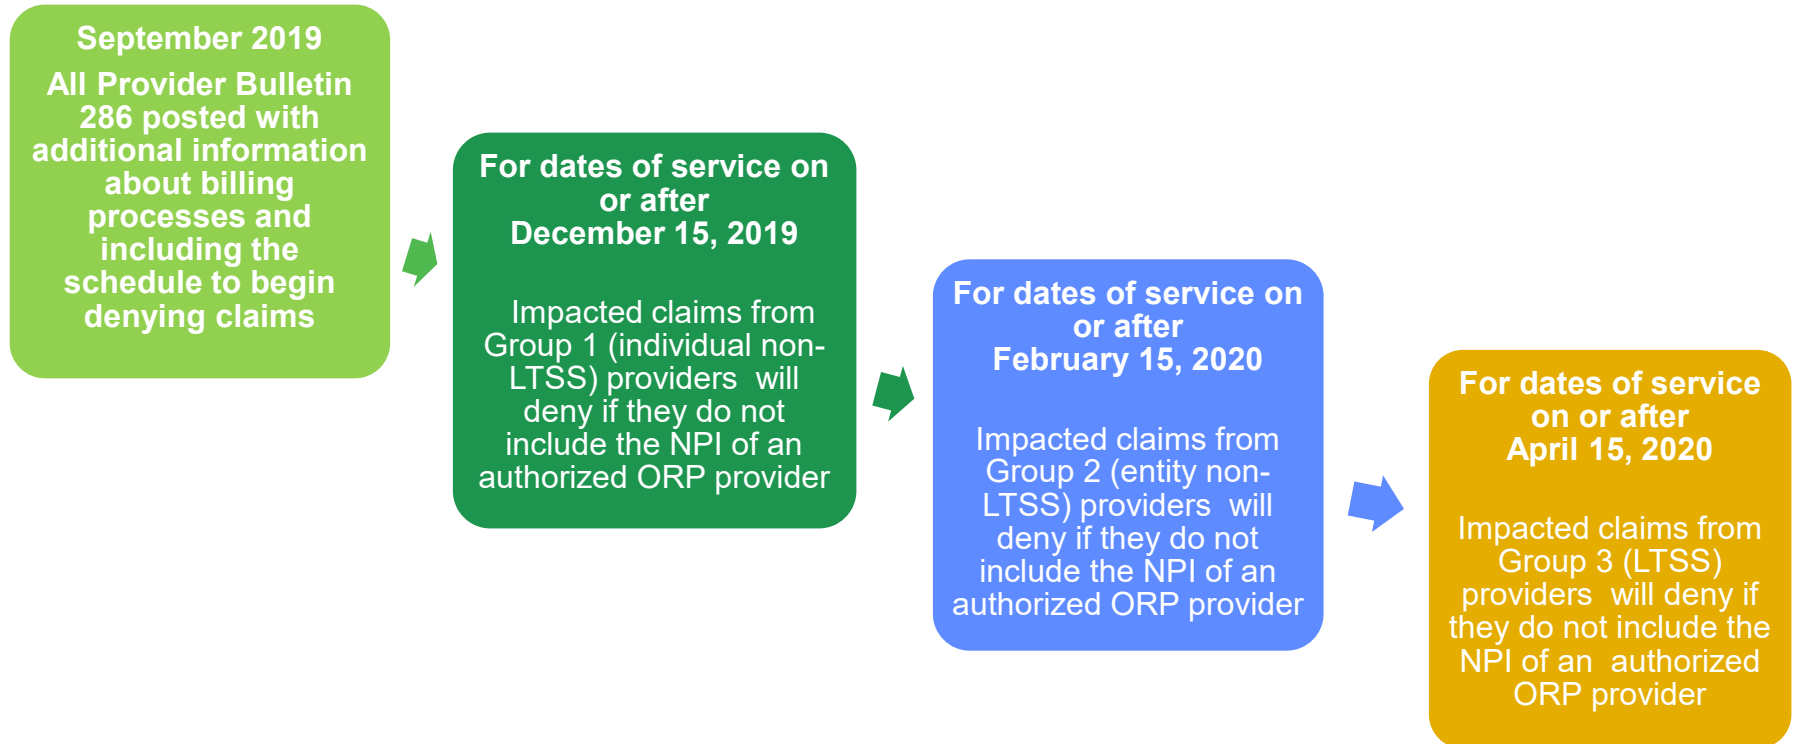 September 2019
All Provider Bulletin
286 posted with
additional information
about billing
processes and
including the
schedule to begin
denying claims
For dates of service on
or after
December 15, 2019
Impacted claims from
Group 1 (individual non-
LTSS) providers  will
deny if they do not
include the NPI of an
authorized ORP provider
For dates of service on
or after
February 15, 2020
Impacted claims from
Group 2 (entity non-
LTSS) providers  will
deny if they do not
include the NPI of an
authorized ORP provider
For dates of service
on or after
April 15, 2020
Impacted claims from
Group 3 (LTSS)
providers  will deny if
they do not include the
NPI of an  authorized
ORP provider